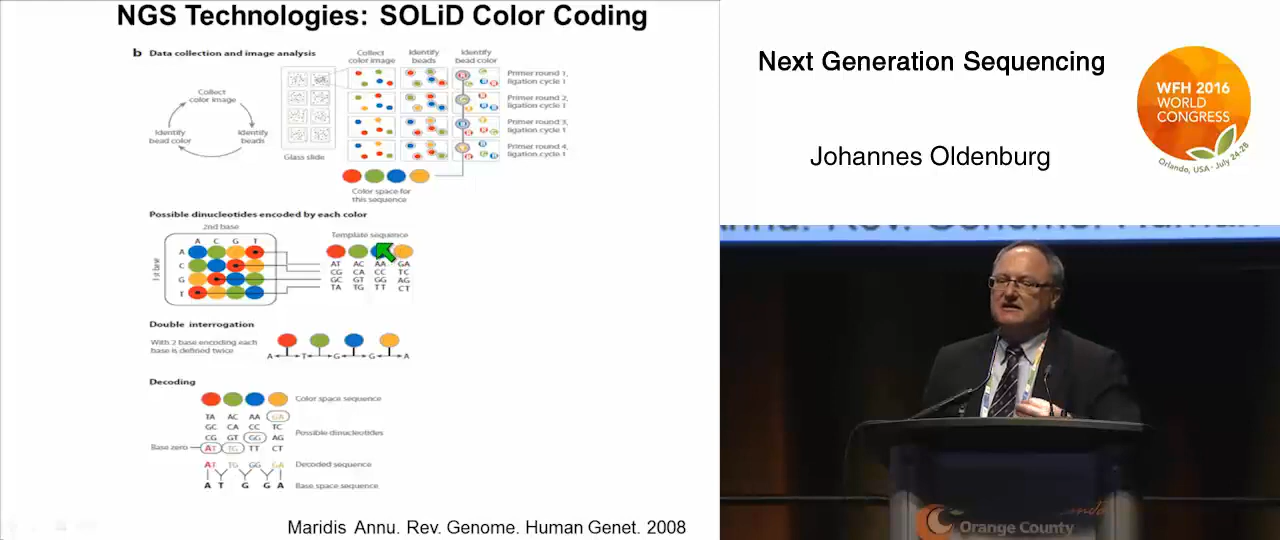 NGS Technologies: SOLiD Color Coding
b Data collection and image analysis
Collect
color image
Identify
beads
Identify
bead color
Collect
color image
Identify
bead color
Identify
beads
Glass slide
Primer round 1,
ligation cycle 1
Primer round 2,
ligation cycle 1
Primer round 3,
ligation cycle 1
Primer round 4,
ligation cycle 1
Color space for
this sequence
Possible dinucleotides encoded by each color
2nd base
A C G T
1st base
A
C
G
T
Template sequence
AT AC AA GA
CG CA CC TC
GC GT GG AG
TA TG TT CT
Double interrogation
With 2 base encoding each
base is defined twice
A T G G A
Decoding
Color space sequence
TA AC AA GA
GC CA CC TC
CG GT GG AG
Possible dinucleotides
Base zero AT TG TT CT
AT TG GG GA Decoded sequence
A T G G A Base space sequence
Maridis Annu. Rev. Genome. Human Genet. 2008
Next Generation Sequencing
Johannes Oldenburg
WFH 2016
WORLD
CONGRESS
Orlando, USA · July 24-28
Annu. Rev. Genome. Human
Orange County